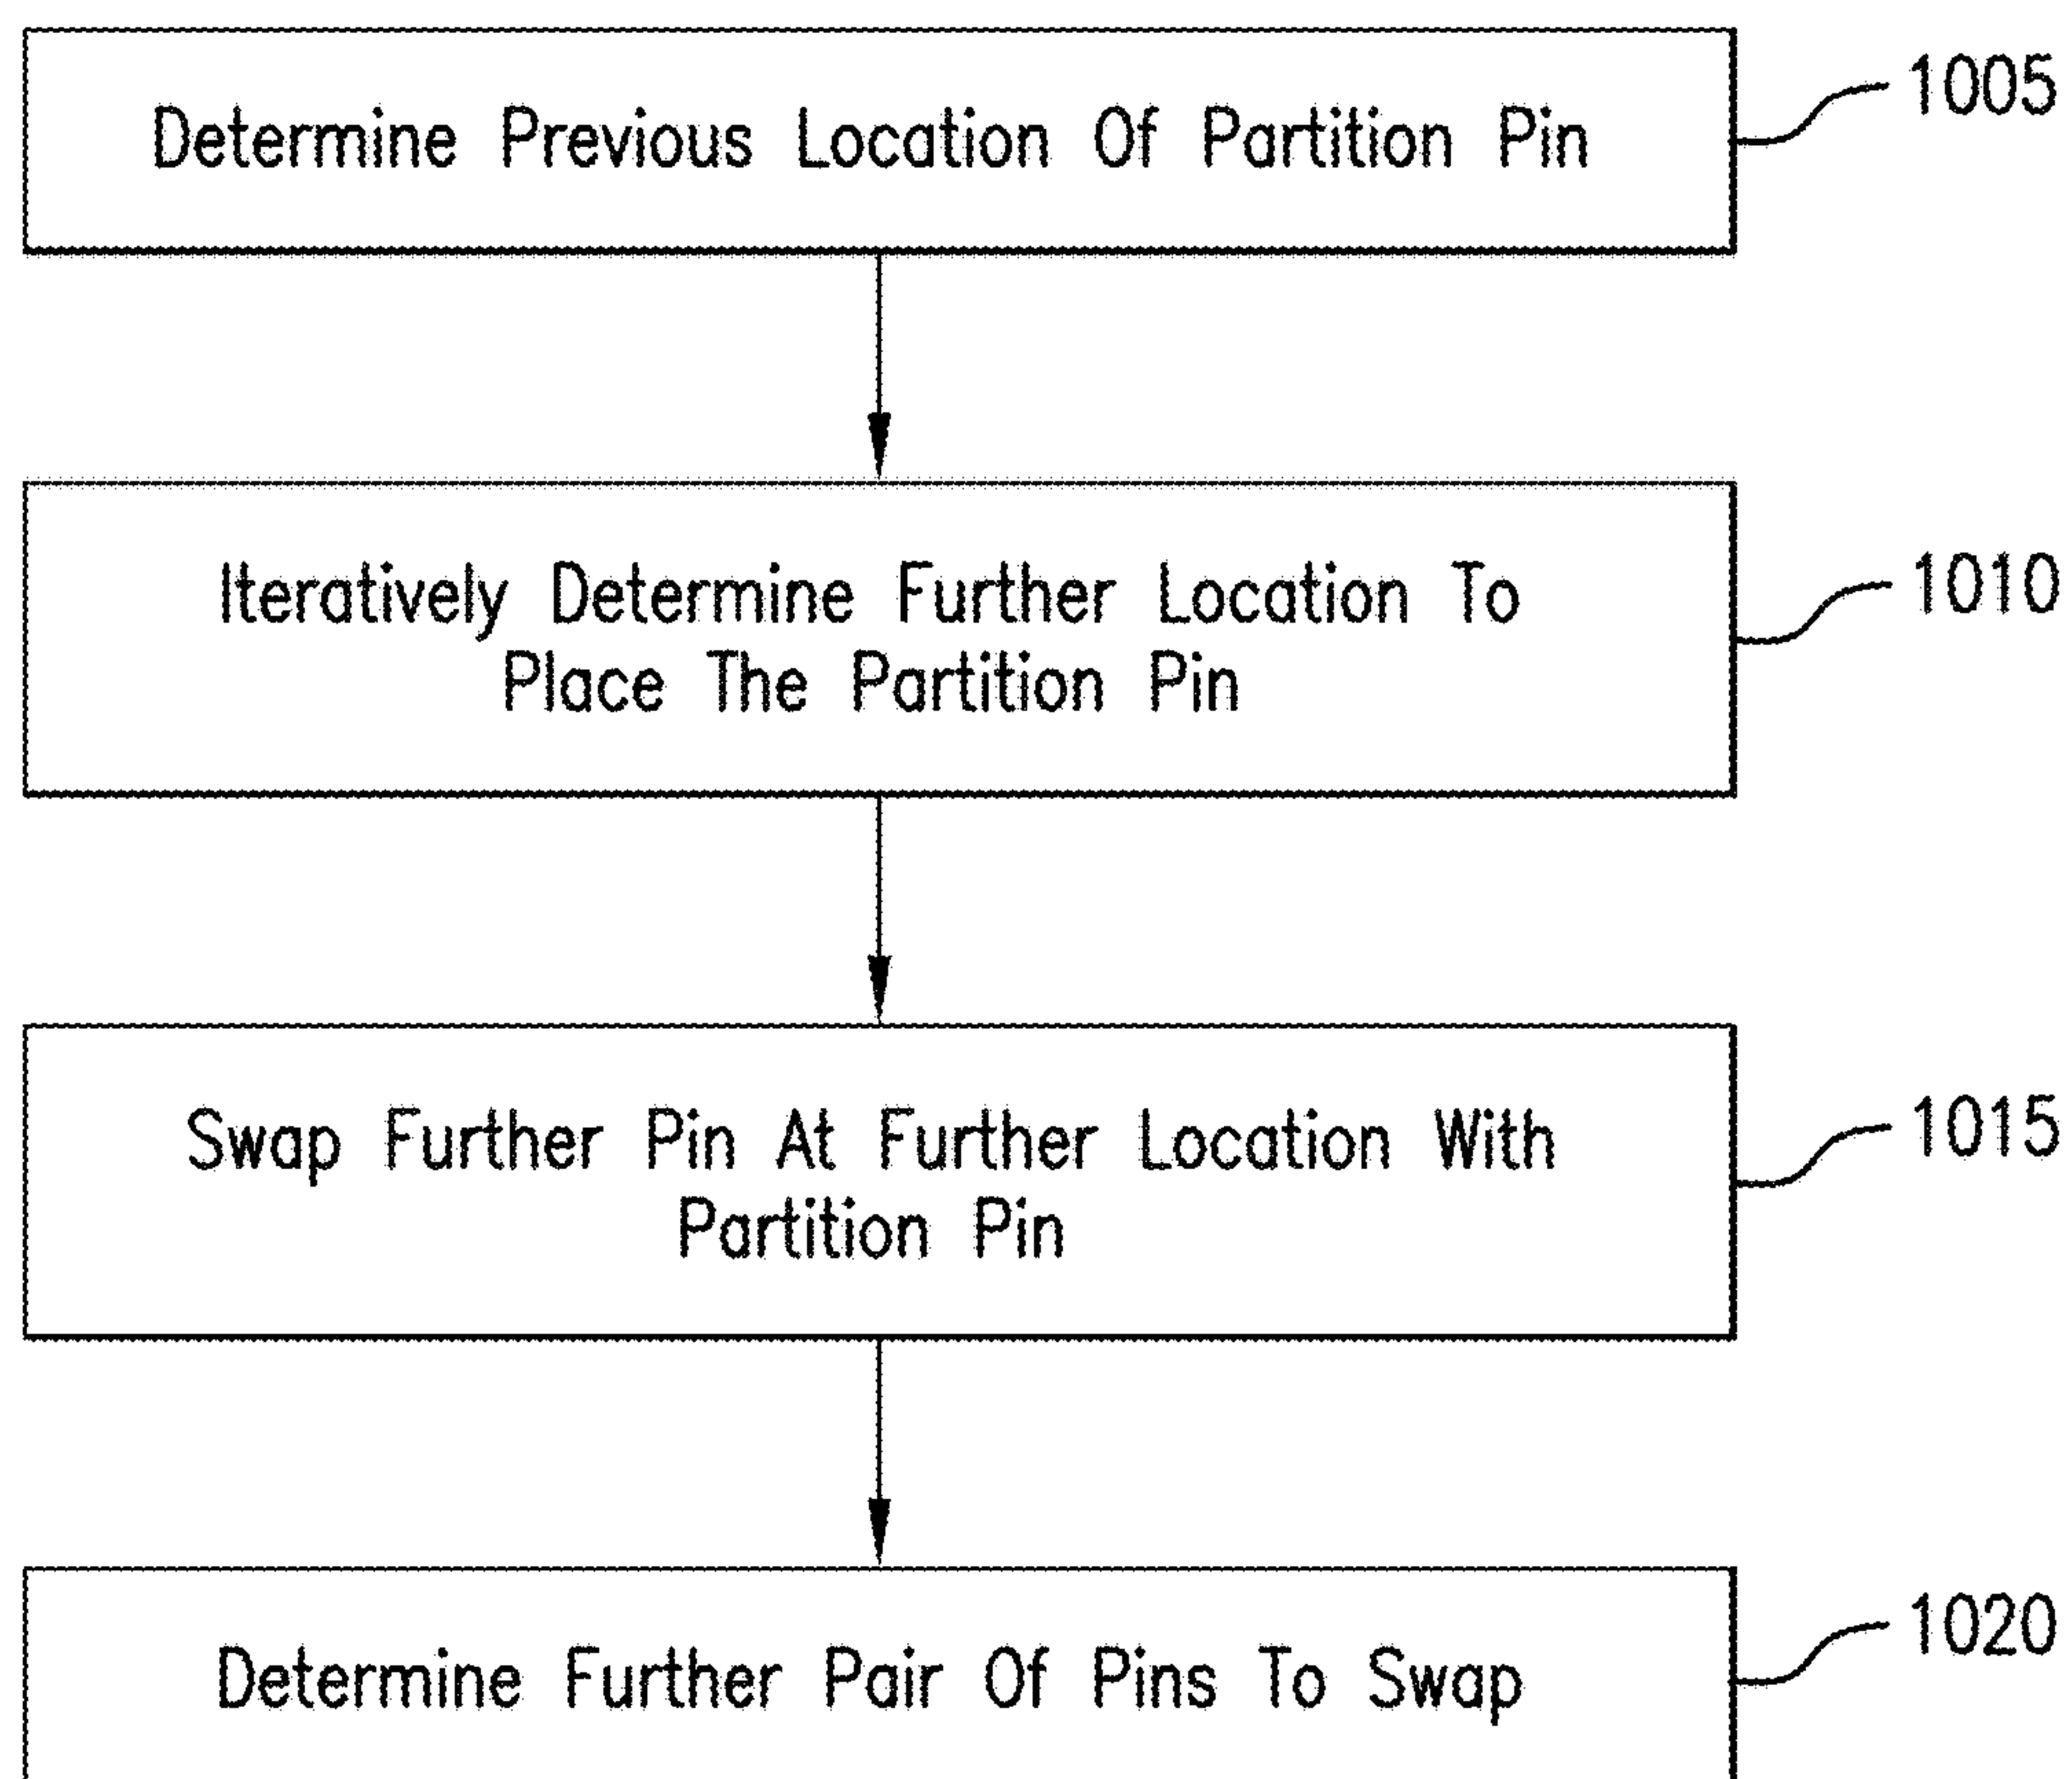 Determine Previous Location Of Partition Pin
1005
Iteratively Determine Further Location To
Place The Partition Pin
1010
Swap Further Pin At Further Location With
Partition Pin
1015
Determine Further Pair Of Pins To Swap
1020